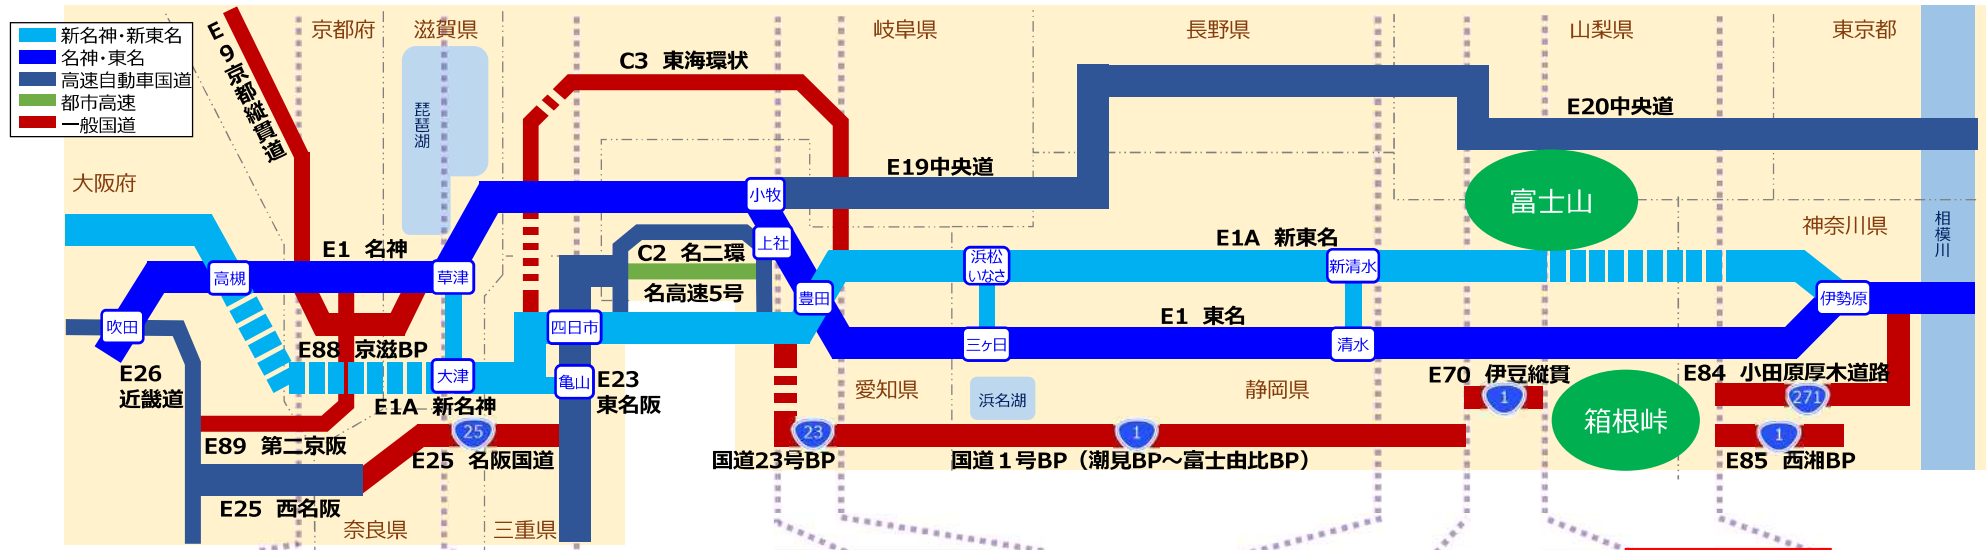 新名神・新東名
名神・東名
高速自動車国道
都市高速
一般国道
E9京都縦貫道
京都府
滋賀県
岐阜県
長野県
山梨県
東京都
C3 東海環状
琵琶湖
E20中央道
E19中央道
大阪府
小牧
富士山
神奈川県
相模川
上社
E1 名神
C2 名二環
E1A 新東名
高槻
草津
浜松
いなさ
新清水
名高速5号
豊田
伊勢原
吹田
四日市
E1 東名
三ヶ日
清水
E88 京滋BP
E26
近畿道
大津
亀山
E23
東名阪
愛知県
浜名湖
静岡県
E70 伊豆縦貫
1
E84 小田原厚木道路
271
E1A 新名神
箱根峠
E89 第二京阪
25
23
1
1
E25 名阪国道
国道23号BP
国道1号BP（潮見BP～富士由比BP）
E85 西湘BP
E25 西名阪
奈良県
三重県